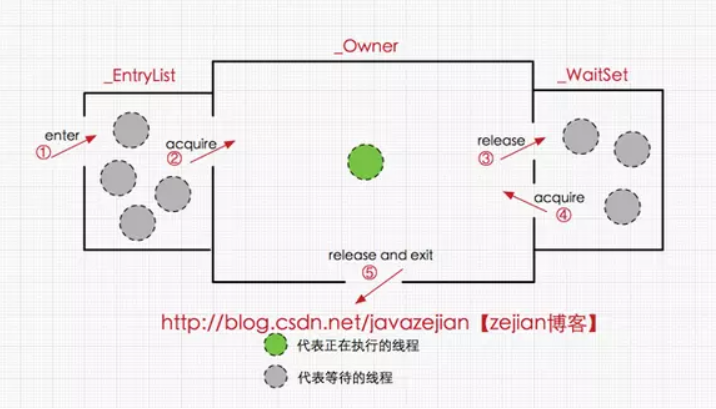 _Owner
_EntryList
_WaitSet
enter
①
acquire
②
release
③
acquire
④
release and exit
⑤
http://blog.csdn.net/javazejian【zejian博客】
代表正在执行的线程
代表等待的线程